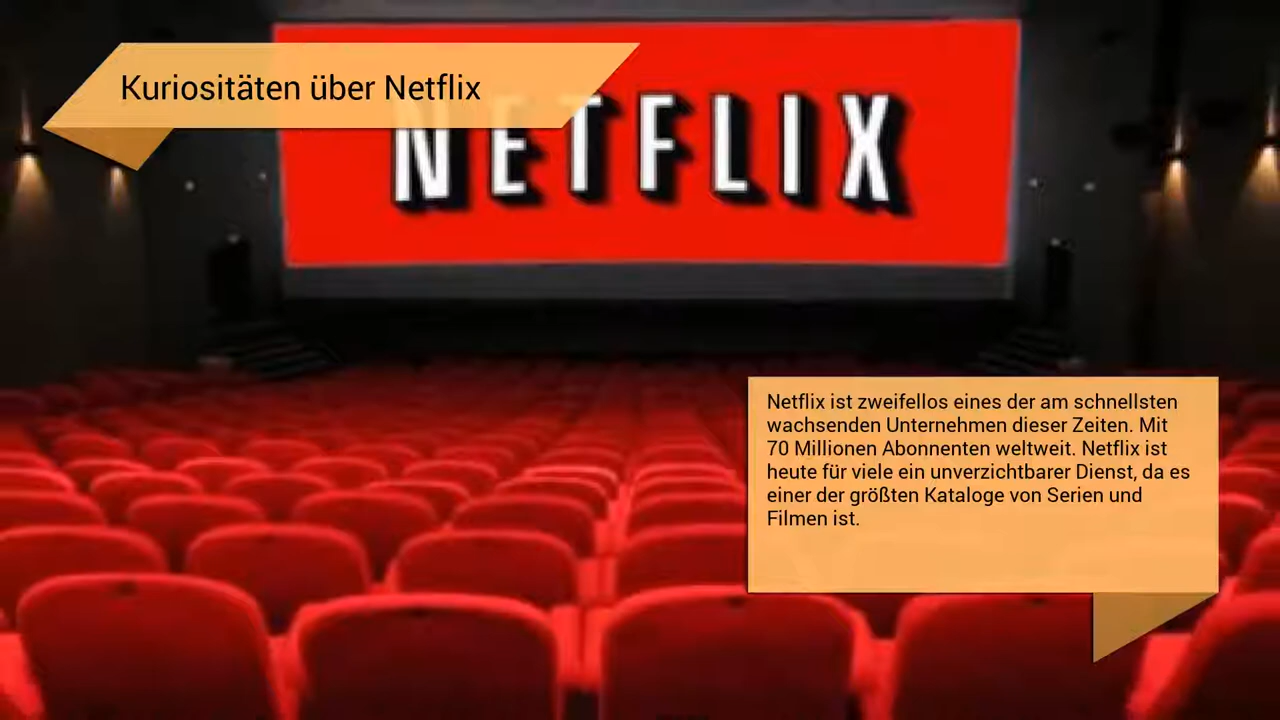 Kuriositäten über Netflix
NETFLIX
Netflix ist zweifellos eines der am schnellsten
wachsenden Unternehmen dieser Zeiten. Mit
70 Millionen Abonnenten weltweit. Netflix ist
heute für viele ein unverzichtbarer Dienst, da es
einer der größten Kataloge von Serien und
Filmen ist.